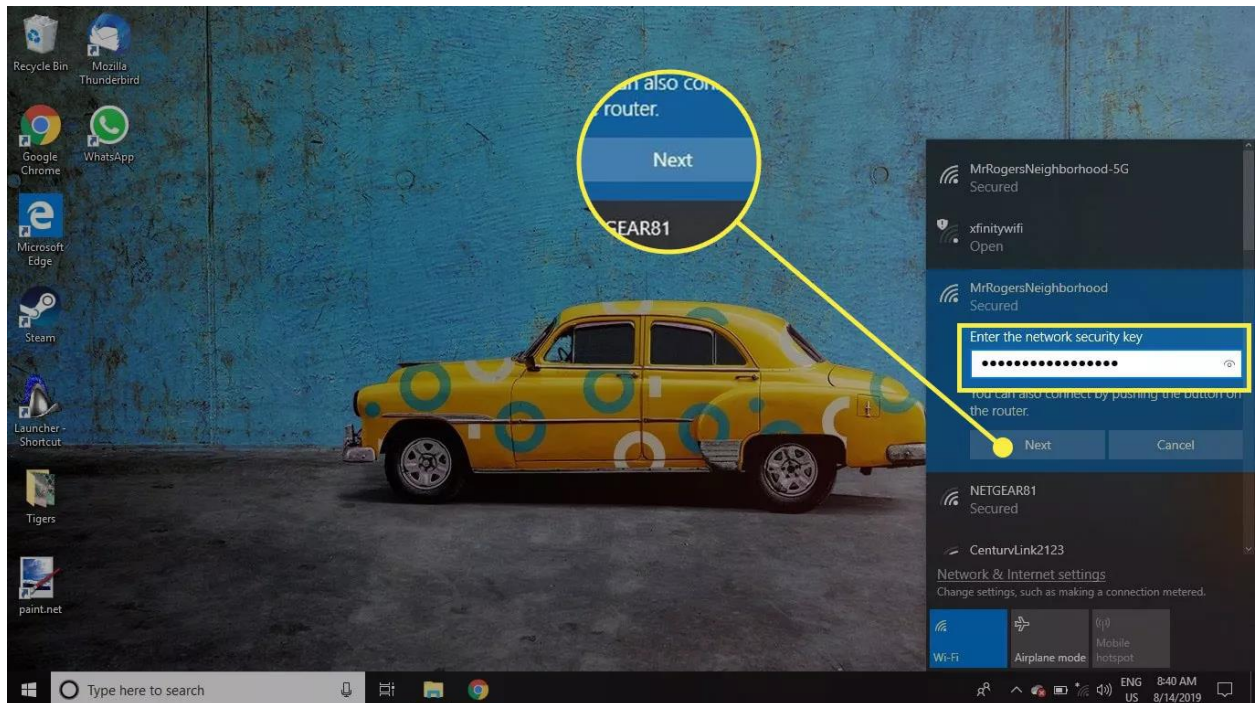 Recycle Bin
Mozilla
Thunderbird
Google
Chrome
WhatsApp
Microsoft
Edge
Steam
Launcher -
Shortcut
Tigers
paint.net
also con
router.
Next
GEAR81
MrRogersNeighborhood-5G
Secured
xfinitywifi
Open
MrRogersNeighborhood
Secured
Enter the network security key
You can also connect by pushing the button on
the router.
Next
Cancel
NETGEAR81
Secured
CenturyLink2123
Network & Internet settings
Change settings, such as making a connection metered.
Wi-Fi
Airplane mode
Mobile
hotspot
Type here to search
ENG
US
8:40 AM
8/14/2019